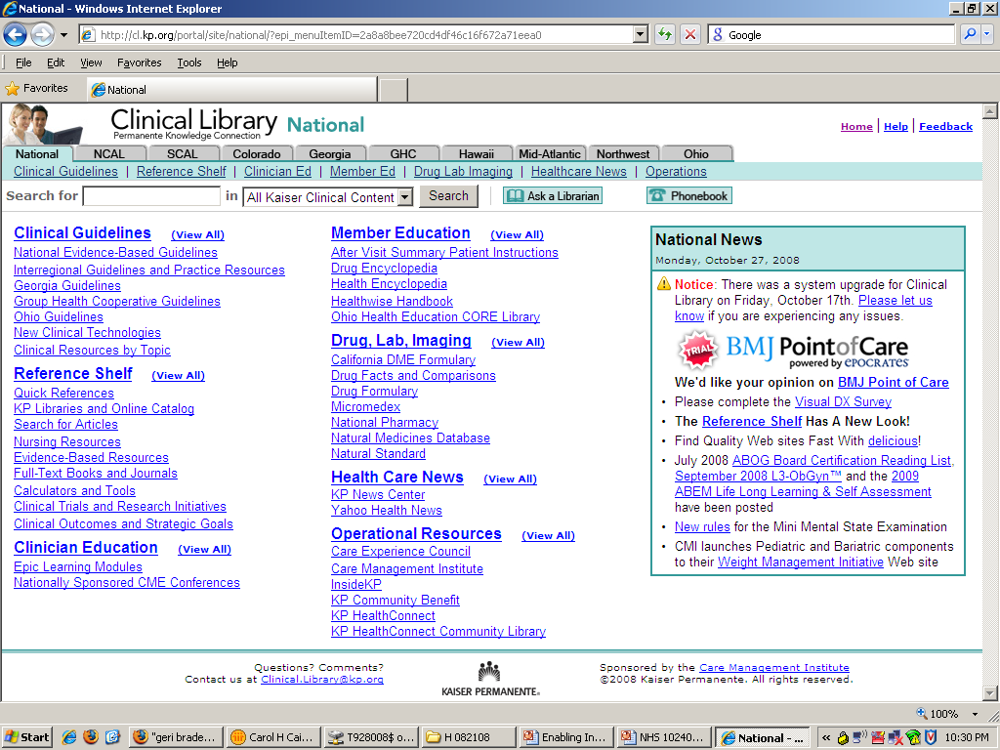 National - Windows Internet Explorer
http://cl.kp.org/portal/site/national/?epi_menuItemID=2a8a8bee720cd4df46c16f672a71eea0
Google
File Edit View Favorites Tools Help
Favorites National
Clinical Library National
Permanente Knowledge Connection
Home | Help | Feedback
National NCAL SCAL Colorado Georgia GHC Hawaii Mid-Atlantic Northwest Ohio
Clinical Guidelines | Reference Shelf | Clinician Ed | Member Ed | Drug Lab Imaging | Healthcare News | Operations
Search for in All Kaiser Clinical Content Search Ask a Librarian Phonebook
Clinical Guidelines (View All)
National Evidence-Based Guidelines
Interregional Guidelines and Practice Resources
Georgia Guidelines
Group Health Cooperative Guidelines
Ohio Guidelines
New Clinical Technologies
Clinical Resources by Topic
Reference Shelf (View All)
Quick References
KP Libraries and Online Catalog
Search for Articles
Nursing Resources
Evidence-Based Resources
Full-Text Books and Journals
Calculators and Tools
Clinical Trials and Research Initiatives
Clinical Outcomes and Strategic Goals
Clinician Education (View All)
Epic Learning Modules
Nationally Sponsored CME Conferences
Member Education (View All)
After Visit Summary Patient Instructions
Drug Encyclopedia
Health Encyclopedia
Healthwise Handbook
Ohio Health Education CORE Library
Drug, Lab, Imaging (View All)
California DME Formulary
Drug Facts and Comparisons
Drug Formulary
Micromedex
National Pharmacy
Natural Medicines Database
Natural Standard
Health Care News (View All)
KP News Center
Yahoo Health News
Operational Resources (View All)
Care Experience Council
Care Management Institute
InsideKP
KP Community Benefit
KP HealthConnect
KP HealthConnect Community Library
National News
Monday, October 27, 2008
Notice: There was a system upgrade for Clinical
Library on Friday, October 17th. Please let us
know if you are experiencing any issues.
TRIAL BMJ Point of Care
powered by EPOCRATES
We'd like your opinion on BMJ Point of Care
• Please complete the Visual DX Survey
• The Reference Shelf Has A New Look!
• Find Quality Web sites Fast With delicious!
• July 2008 ABOG Board Certification Reading List,
September 2008 L3-ObGyn™ and the 2009
ABEM Life Long Learning & Self Assessment
have been posted
• New rules for the Mini Mental State Examination
• CMI launches Pediatric and Bariatric components
to their Weight Management Initiative Web site
Questions? Comments?
Contact us at Clinical.Library@kp.org
KAISER PERMANENTE®
Sponsored by the Care Management Institute
©2008 Kaiser Permanente. All rights reserved.
100%
Start "geri brade... Carol H Cai... T928008$ o... H 082108 Enabling In... NHS 10240... National - ... « 10:30 PM